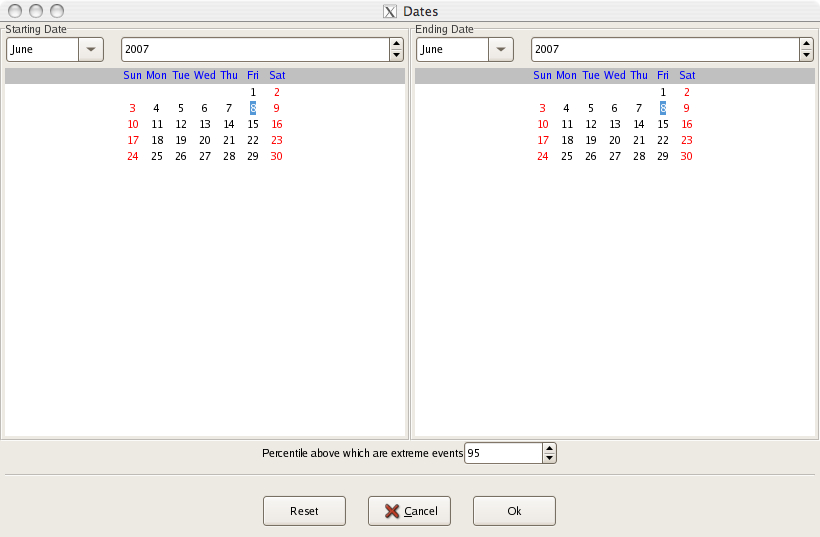 Dates
Starting Date
June 2007
Sun Mon Tue Wed Thu Fri Sat
1 2
3 4 5 6 7 8 9
10 11 12 13 14 15 16
17 18 19 20 21 22 23
24 25 26 27 28 29 30
Ending Date
June 2007
Sun Mon Tue Wed Thu Fri Sat
1 2
3 4 5 6 7 8 9
10 11 12 13 14 15 16
17 18 19 20 21 22 23
24 25 26 27 28 29 30
Percentile above which are extreme events 95
Reset Cancel Ok